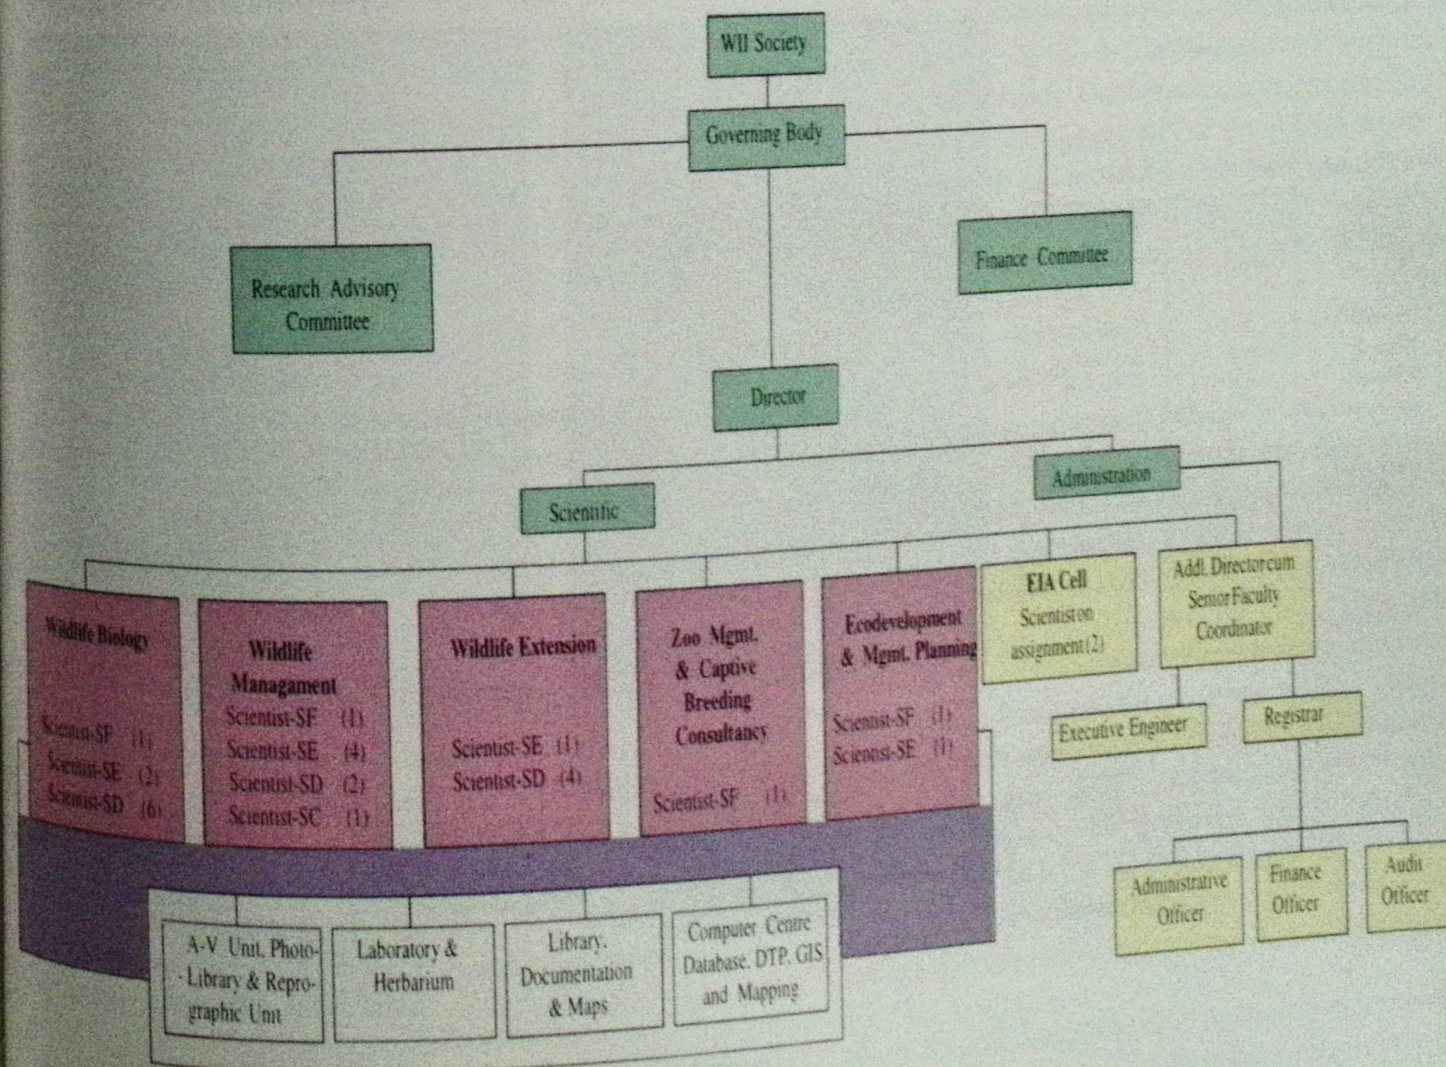 WII Society
Governing Body
Research Advisory
Committee
Finance Committee
Director
Scientific
Administration
Wildlife Biology
Scientist-SF (1)
Scientist-SE (2)
Scientist-SD (6)
Wildlife
Managament
Scientist-SF (1)
Scientist-SE (4)
Scientist-SD (2)
Scientist-SC (1)
Wildlife Extension
Scientist-SE (1)
Scientist-SD (4)
Zoo Mgmt.
& Captive
Breeding
Consultancy
Scientist-SF (1)
Ecodevelopment
& Mgmt. Planning
Scientist-SF (1)
Scientist-SE (1)
EIA Cell
Scientist on
assignment (2)
Addl. Director cum
Senior Faculty
Coordinator
Executive Engineer
Registrar
Administrative
Officer
Finance
Officer
Audit
Officer
A-V Unit, Photo-
Library & Repro-
graphic Unit
Laboratory &
Herbarium
Library,
Documentation
& Maps
Computer Centre
Database, DTP, GIS
and Mapping